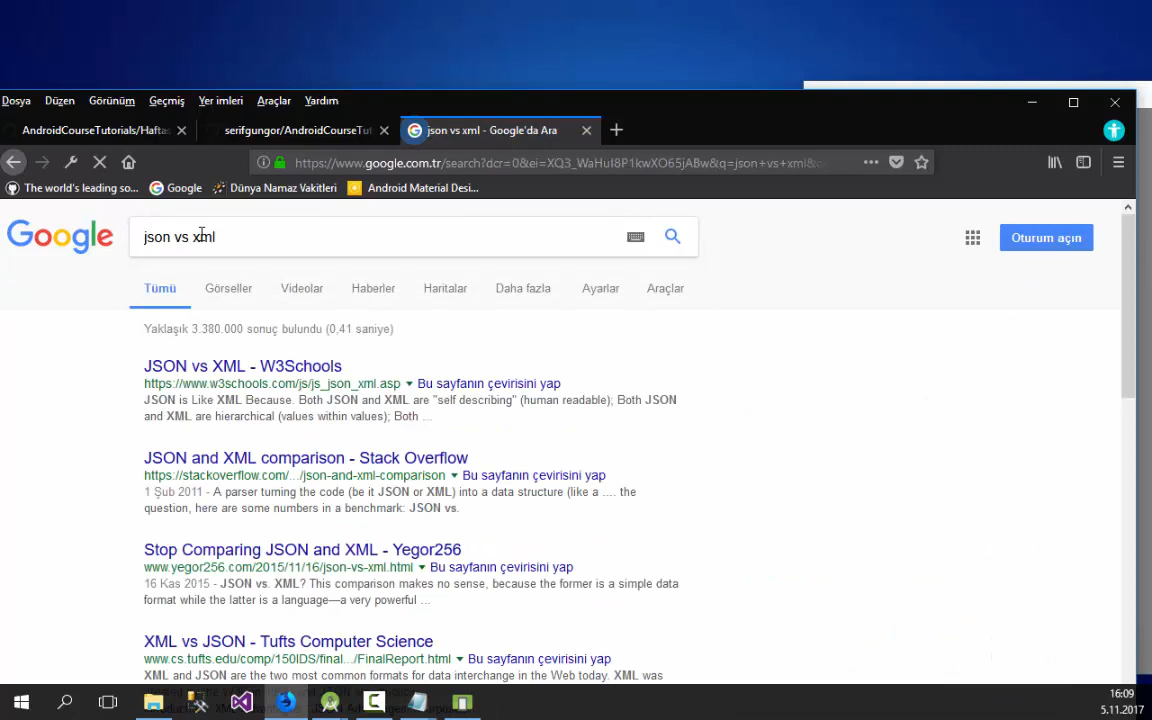 Dosya Düzen Görünüm Geçmiş Yer imleri Araçlar Yardım
AndroidCourseTutorials/Haftas serifgungor/AndroidCourseTut json vs xml - Google'da Ara
https://www.google.com.tr/search?dcr=0&ei=XQ3_WaHuI8P1kwXO65jABw&q=json+vs+xml&
The world's leading so... Google Dünya Namaz Vakitleri Android Material Desi...
Google json vs xml Oturum açın
Tümü Görseller Videolar Haberler Haritalar Daha fazla Ayarlar Araçlar
Yaklaşık 3.380.000 sonuç bulundu (0,41 saniye)
JSON vs XML - W3Schools
https://www.w3schools.com/js/js_json_xml.asp Bu sayfanın çevirisini yap
JSON is Like XML Because. Both JSON and XML are "self describing" (human readable); Both JSON
and XML are hierarchical (values within values); Both ...
JSON and XML comparison - Stack Overflow
https://stackoverflow.com/.../json-and-xml-comparison Bu sayfanın çevirisini yap
1 Şub 2011 - A parser turning the code (be it JSON or XML) into a data structure (like a .... the
question, here are some numbers in a benchmark: JSON vs.
Stop Comparing JSON and XML - Yegor256
www.yegor256.com/2015/11/16/json-vs-xml.html Bu sayfanın çevirisini yap
16 Kas 2015 - JSON vs. XML? This comparison makes no sense, because the former is a simple data
format while the latter is a language—a very powerful ...
XML vs JSON - Tufts Computer Science
www.cs.tufts.edu/comp/150IDS/final.../FinalReport.html Bu sayfanın çevirisini yap
XML and JSON are the two most common formats for data interchange in the Web today. XML was
16:09
5.11.2017